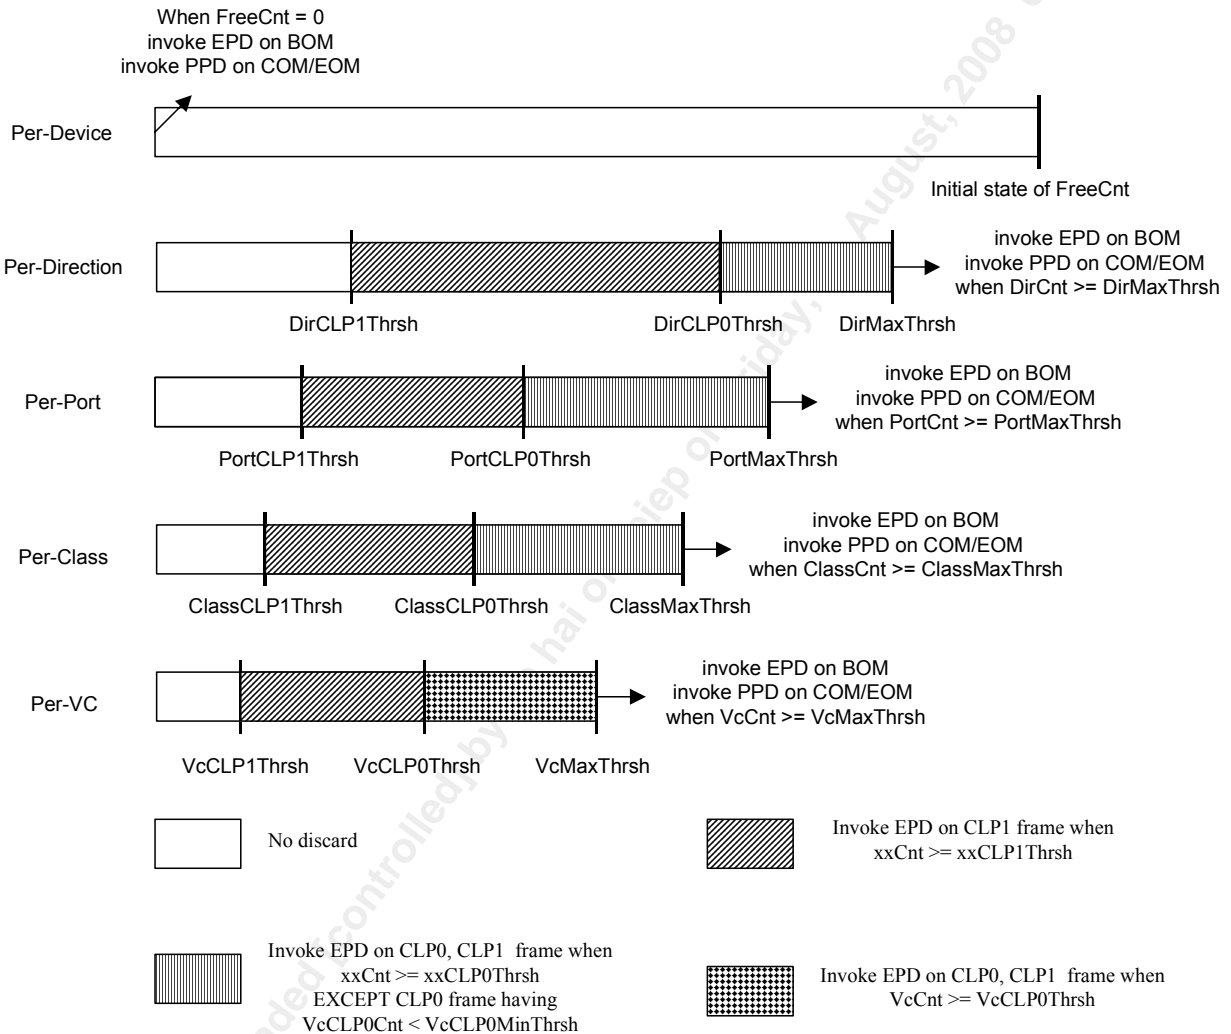 When FreeCnt = 0
invoke EPD on BOM
invoke PPD on COM/EOM
Per-Device
Initial state of FreeCnt
Per-Direction
invoke EPD on BOM
invoke PPD on COM/EOM
when DirCnt >= DirMaxThrsh
DirCLP1Thrsh
DirCLP0Thrsh
DirMaxThrsh
Per-Port
invoke EPD on BOM
invoke PPD on COM/EOM
when PortCnt >= PortMaxThrsh
PortCLP1Thrsh
PortCLP0Thrsh
PortMaxThrsh
Per-Class
invoke EPD on BOM
invoke PPD on COM/EOM
when ClassCnt >= ClassMaxThrsh
ClassCLP1Thrsh
ClassCLP0Thrsh
ClassMaxThrsh
Per-VC
invoke EPD on BOM
invoke PPD on COM/EOM
when VcCnt >= VcMaxThrsh
VcCLP1Thrsh
VcCLP0Thrsh
VcMaxThrsh
No discard
Invoke EPD on CLP1 frame when
xxCnt >= xxCLP1Thrsh
Invoke EPD on CLP0, CLP1 frame when
xxCnt >= xxCLP0Thrsh
EXCEPT CLP0 frame having
VcCLP0Cnt < VcCLP0MinThrsh
Invoke EPD on CLP0, CLP1 frame when
VcCnt >= VcCLP0Thrsh
[controlled] by hai August, 2008